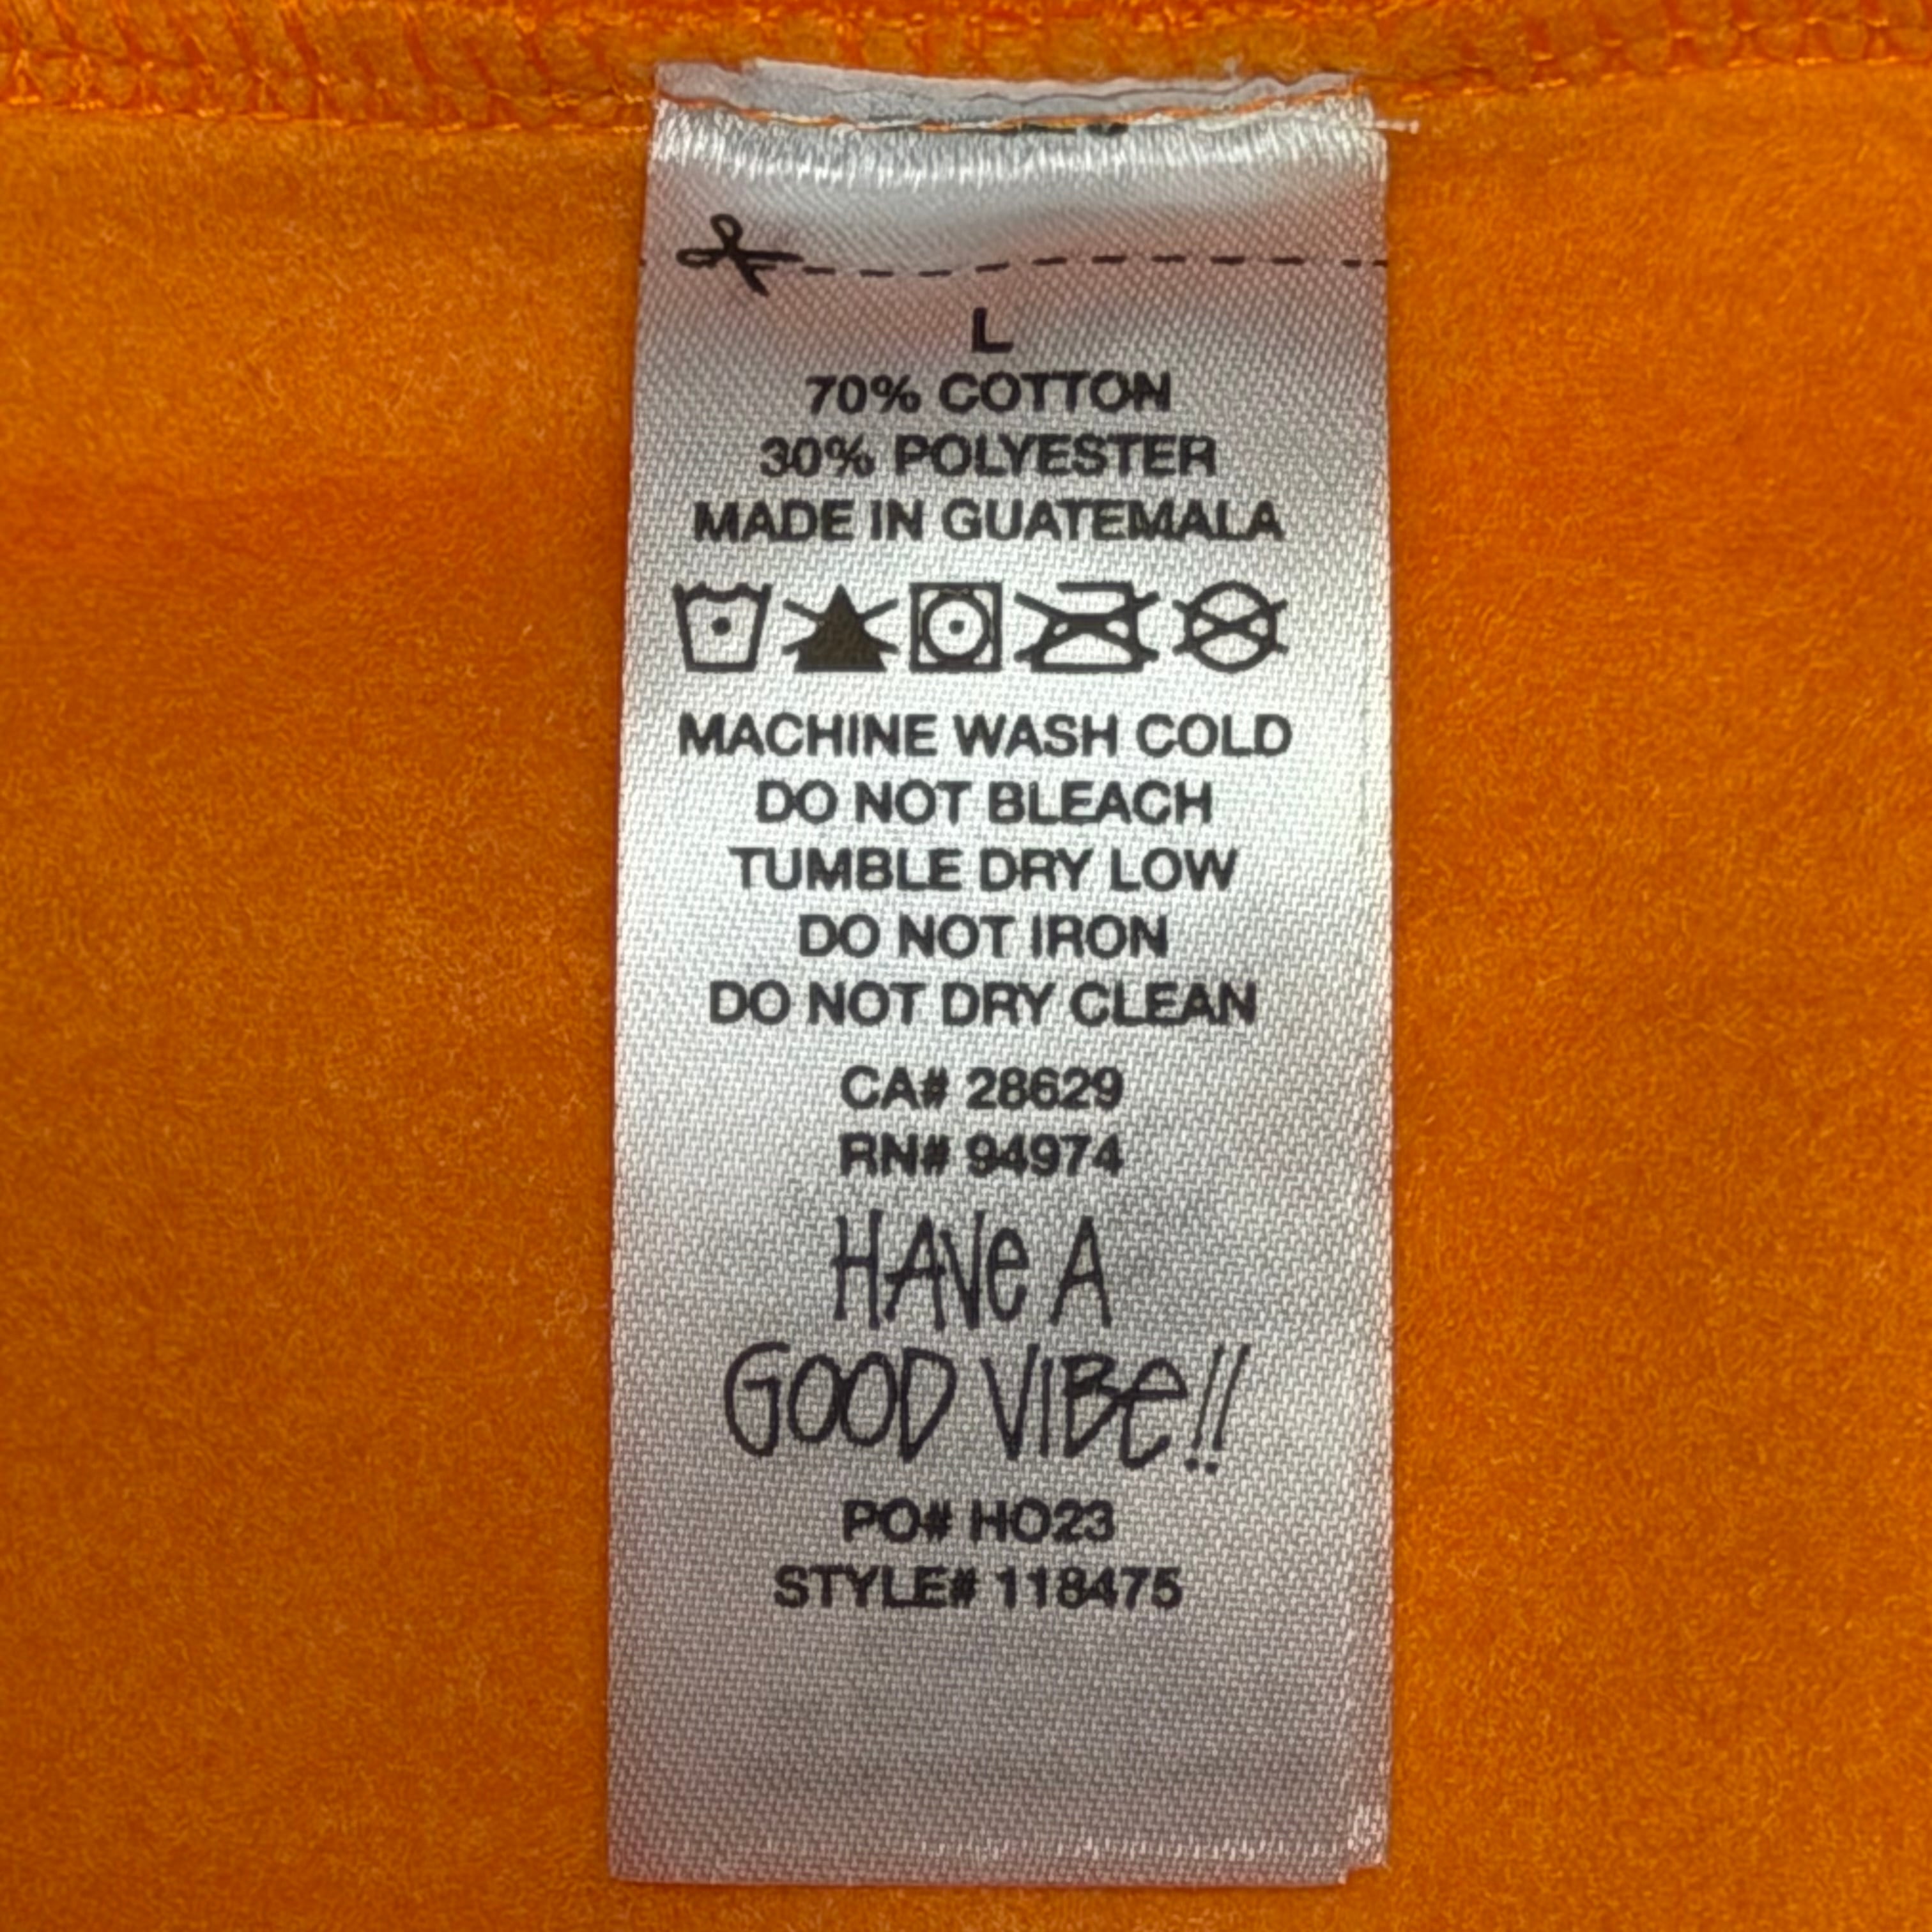 L
70% COTTON
30% POLYESTER
MADE IN GUATEMALA
MACHINE WASH COLD
DO NOT BLEACH
TUMBLE DRY LOW
DO NOT IRON
DO NOT DRY CLEAN
CA# 28629
RN# 94974
HAVe A
GOOD VIBe!!
PO# HO23
STYLE# 118475